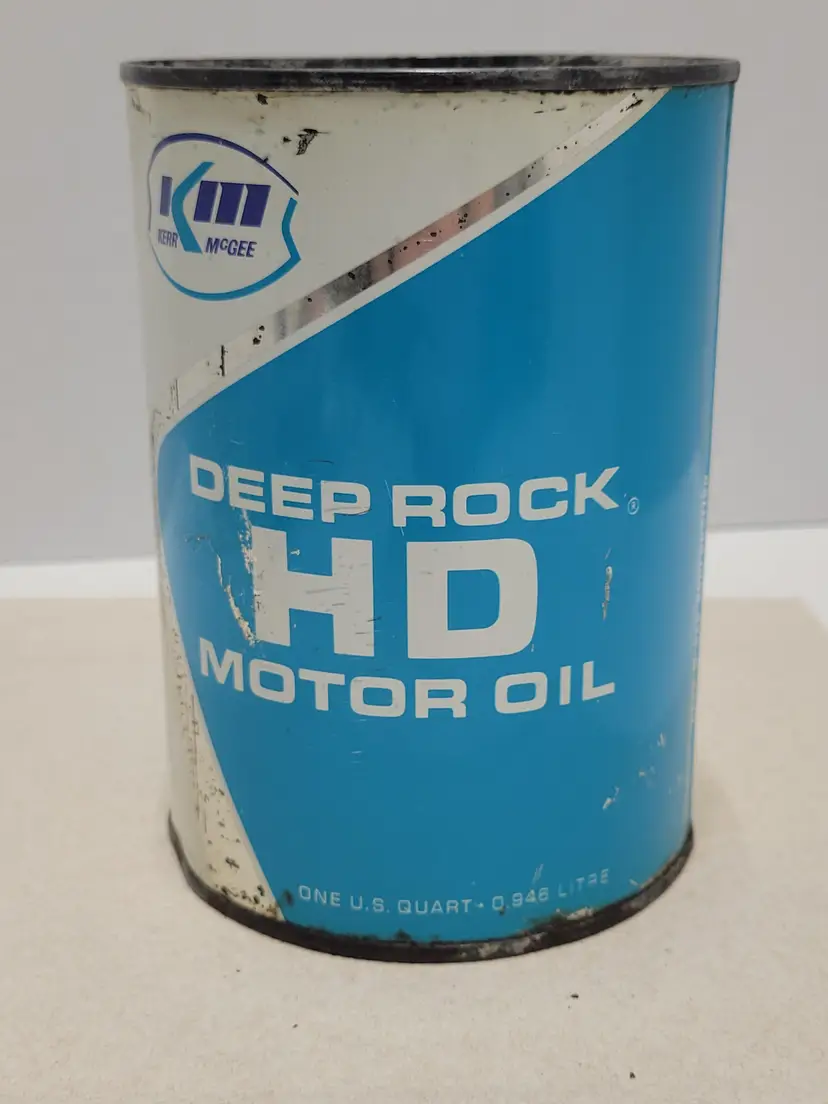 Km
KERR McGEE
DEEP ROCK®
HD
MOTOR OIL
ONE U.S. QUART • 0.946 LITRE